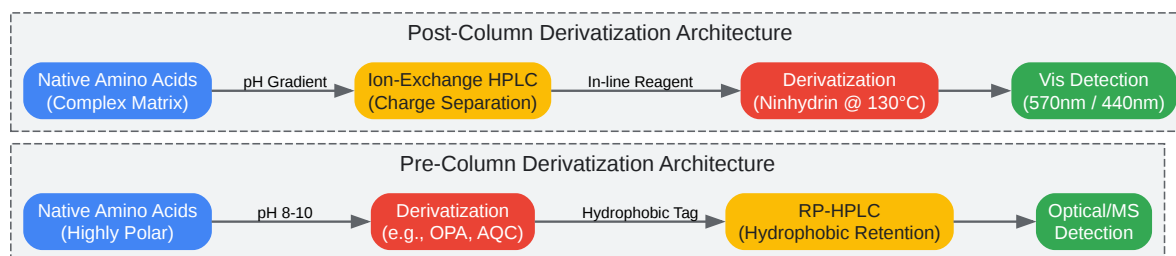 Post-Column Derivatization Architecture
Native Amino Acids
(Complex Matrix)
pH Gradient
Ion-Exchange HPLC
(Charge Separation)
In-line Reagent
Derivatization
(Ninhydrin @ 130°C)
Vis Detection
(570nm / 440nm)
Pre-Column Derivatization Architecture
Native Amino Acids
(Highly Polar)
pH 8-10
Derivatization
(e.g., OPA, AQC)
Hydrophobic Tag
RP-HPLC
(Hydrophobic Retention)
Optical/MS
Detection